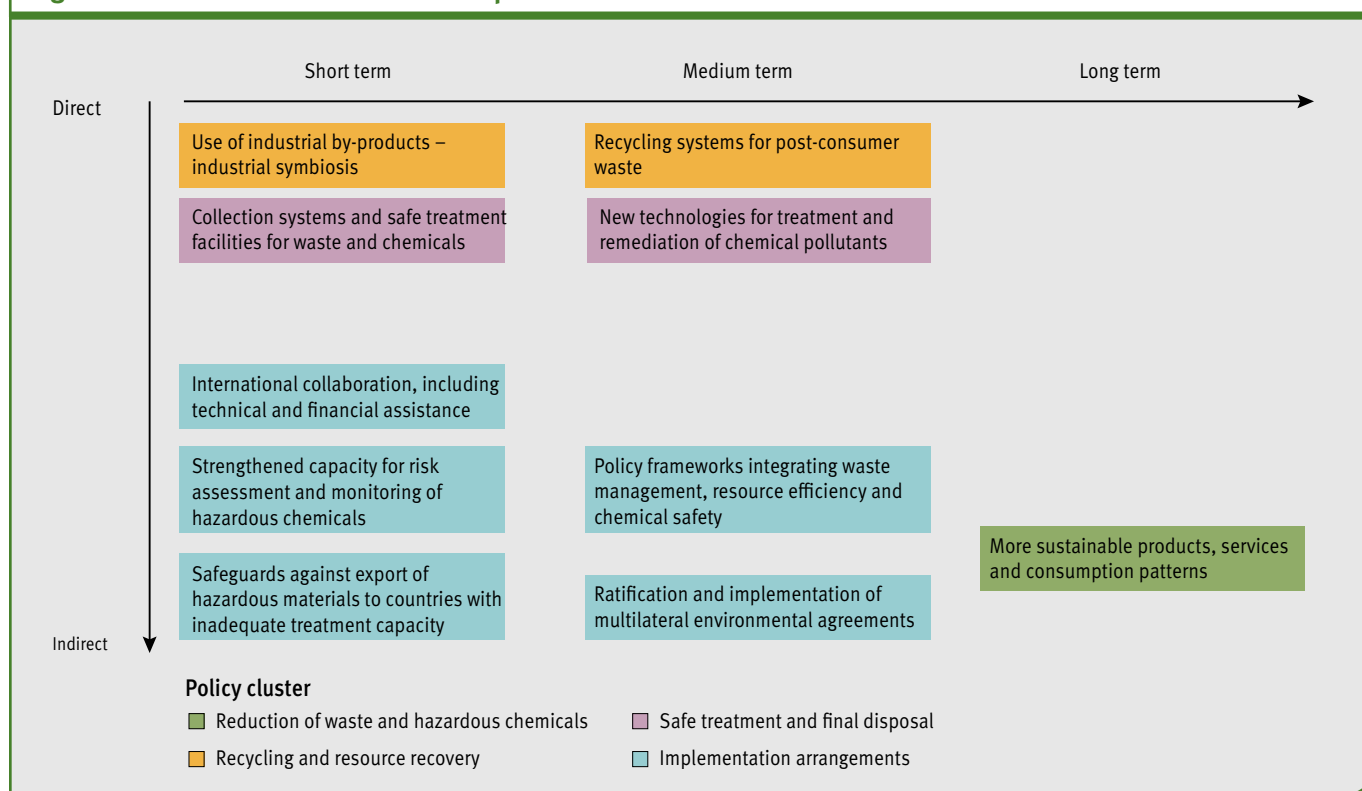 Short term
Medium term
Long term
Direct
Use of industrial by-products –
industrial symbiosis
Recycling systems for post-consumer
waste
Collection systems and safe treatment
facilities for waste and chemicals
New technologies for treatment and
remediation of chemical pollutants
International collaboration, including
technical and financial assistance
Strengthened capacity for risk
assessment and monitoring of
hazardous chemicals
Policy frameworks integrating waste
management, resource efficiency and
chemical safety
More sustainable products, services
and consumption patterns
Safeguards against export of
hazardous materials to countries with
inadequate treatment capacity
Ratification and implementation of
multilateral environmental agreements
Indirect
Policy cluster
Reduction of waste and hazardous chemicals
Safe treatment and final disposal
Recycling and resource recovery
Implementation arrangements